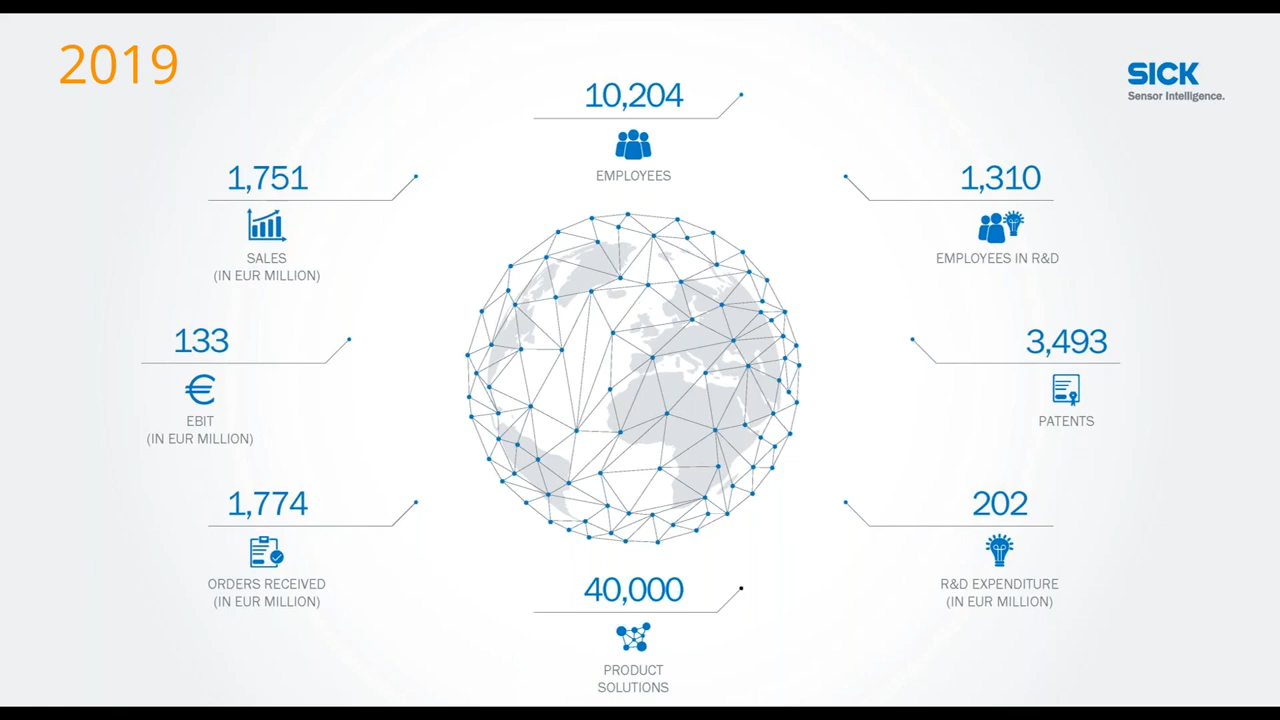 2019
SICK
Sensor Intelligence.
10,204
EMPLOYEES
1,751
SALES
(IN EUR MILLION)
1,310
EMPLOYEES IN R&D
133
EBIT
(IN EUR MILLION)
3,493
PATENTS
1,774
ORDERS RECEIVED
(IN EUR MILLION)
202
R&D EXPENDITURE
(IN EUR MILLION)
40,000
PRODUCT
SOLUTIONS